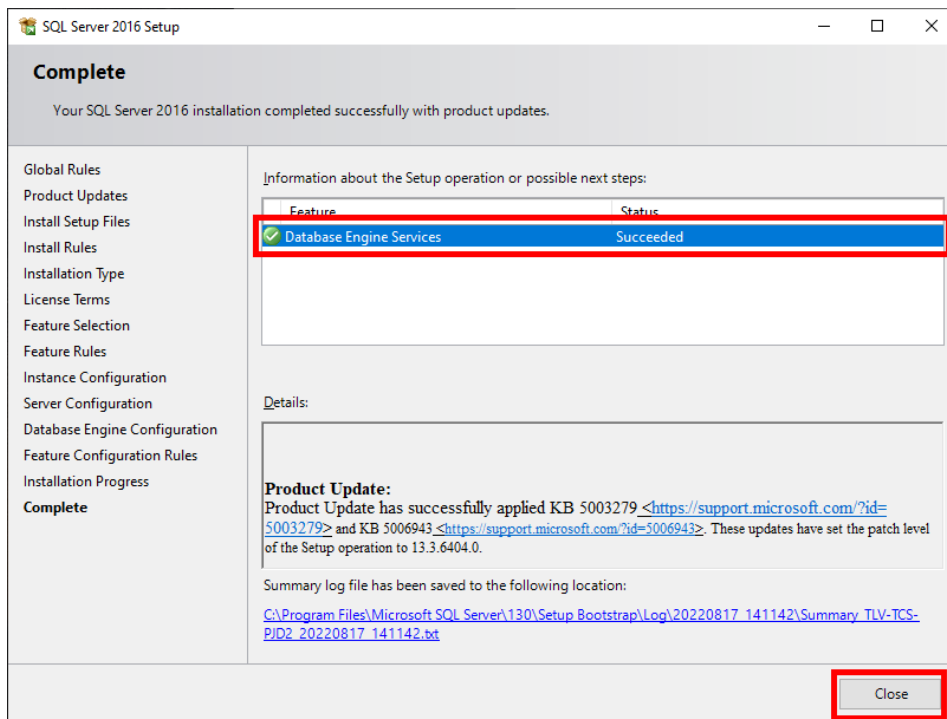 SQL Server 2016 Setup
Complete
Your SQL Server 2016 installation completed successfully with product updates.
Global Rules
Product Updates
Install Setup Files
Install Rules
Installation Type
License Terms
Feature Selection
Feature Rules
Instance Configuration
Server Configuration
Database Engine Configuration
Feature Configuration Rules
Installation Progress
Complete
Information about the Setup operation or possible next steps:
Feature Status
Database Engine Services Succeeded
Details:
Product Update:
Product Update has successfully applied KB 5003279 <https://support.microsoft.com/?id=
5003279> and KB 5006943 <https://support.microsoft.com/?id=5006943>. These updates have set the patch level
of the Setup operation to 13.3.6404.0.
Summary log file has been saved to the following location:
C:\Program Files\Microsoft SQL Server\130\Setup Bootstrap\Log\20220817_141142\Summary_TLV-TCS-
PJD2_20220817_141142.txt
Close